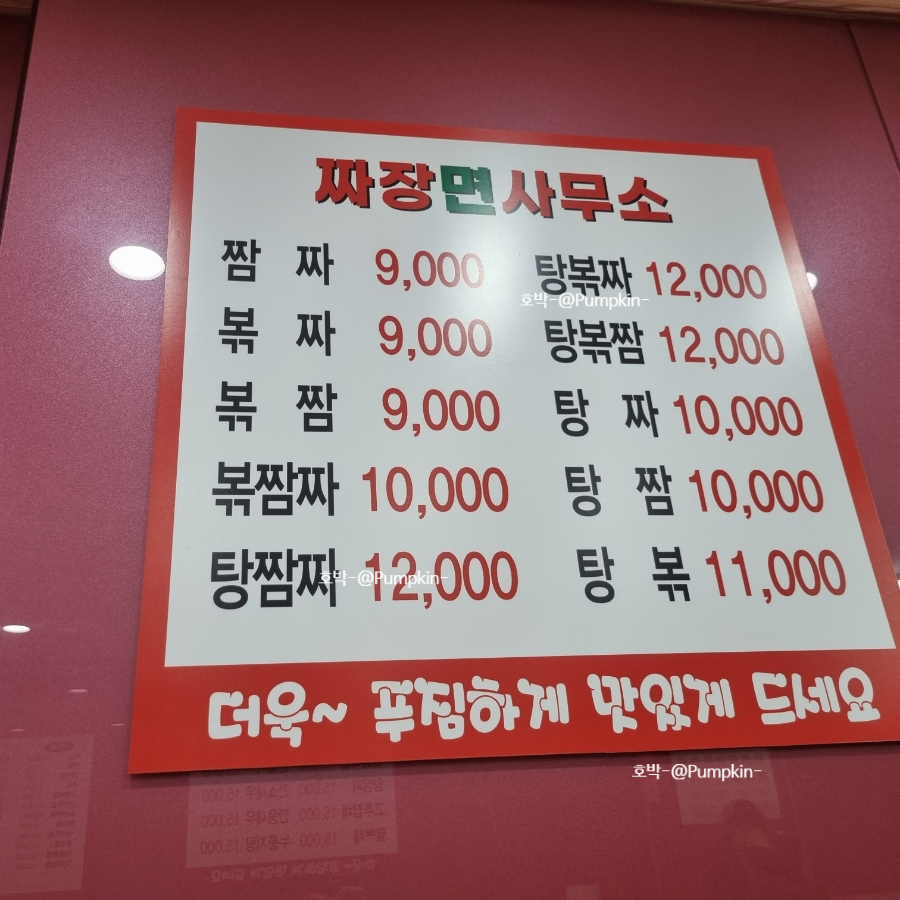 짜장면사무소
짬 짜 9,000 탕볶짜 12,000
호박-@Pumpkin-
볶 짜 9,000 탕볶짬 12,000
볶 짬 9,000 탕 짜 10,000
볶짬짜 10,000 탕 짬 10,000
탕짬짜 12,000 탕 볶 11,000
호박-@Pumpkin-
더욱~ 푸짐하게 맛있게 드세요
호박-@Pumpkin-